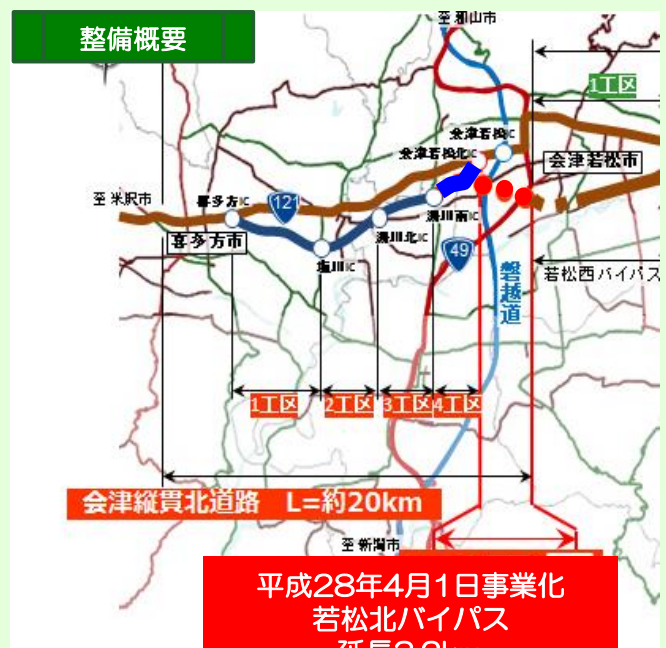 整備概要
至 郡山市
1工区
会津若松IC
会津若松北IC
会津若松市
至 米沢市
喜多方IC
121
湯川南IC
喜多方市
湯川北IC
塩川IC
49
磐越道
若松西バイパス
1工区
2工区
3工区
4工区
会津縦貫北道路 L=約20km
至 新潟市
平成28年4月1日事業化
若松北バイパス